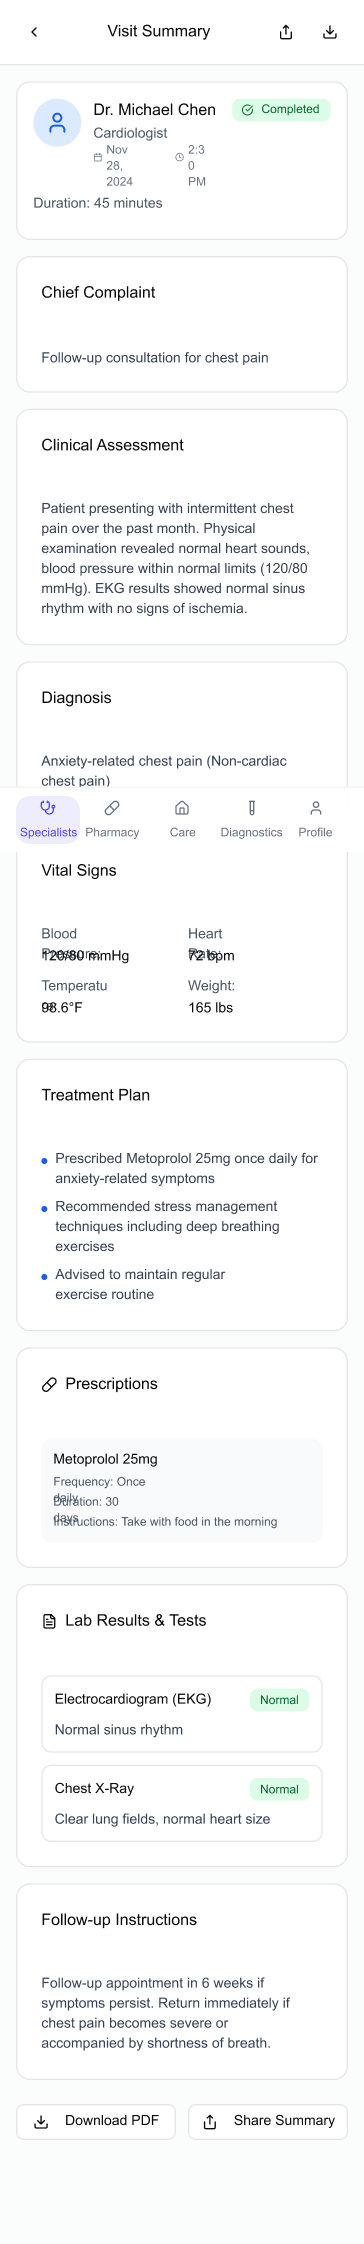 Visit Summary
Dr. Michael Chen
Completed
Cardiologist
Nov
28,
2024
2:3
0
PM
Duration: 45 minutes
Chief Complaint
Follow-up consultation for chest pain
Clinical Assessment
Patient presenting with intermittent chest
pain over the past month. Physical
examination revealed normal heart sounds,
blood pressure within normal limits (120/80
mmHg). EKG results showed normal sinus
rhythm with no signs of ischemia.
Diagnosis
Anxiety-related chest pain (Non-cardiac
chest pain)
Specialists
Pharmacy
Care
Diagnostics
Profile
Vital Signs
Blood
Pressure:
120/80 mmHg
Heart
Rate:
72 bpm
Temperatu
re:
98.6°F
Weight:
165 lbs
Treatment Plan
Prescribed Metoprolol 25mg once daily for
anxiety-related symptoms
Recommended stress management
techniques including deep breathing
exercises
Advised to maintain regular
exercise routine
Prescriptions
Metoprolol 25mg
Frequency: Once
daily
Duration: 30
days
Instructions: Take with food in the morning
Lab Results & Tests
Electrocardiogram (EKG)
Normal
Normal sinus rhythm
Chest X-Ray
Normal
Clear lung fields, normal heart size
Follow-up Instructions
Follow-up appointment in 6 weeks if
symptoms persist. Return immediately if
chest pain becomes severe or
accompanied by shortness of breath.
Download PDF
Share Summary